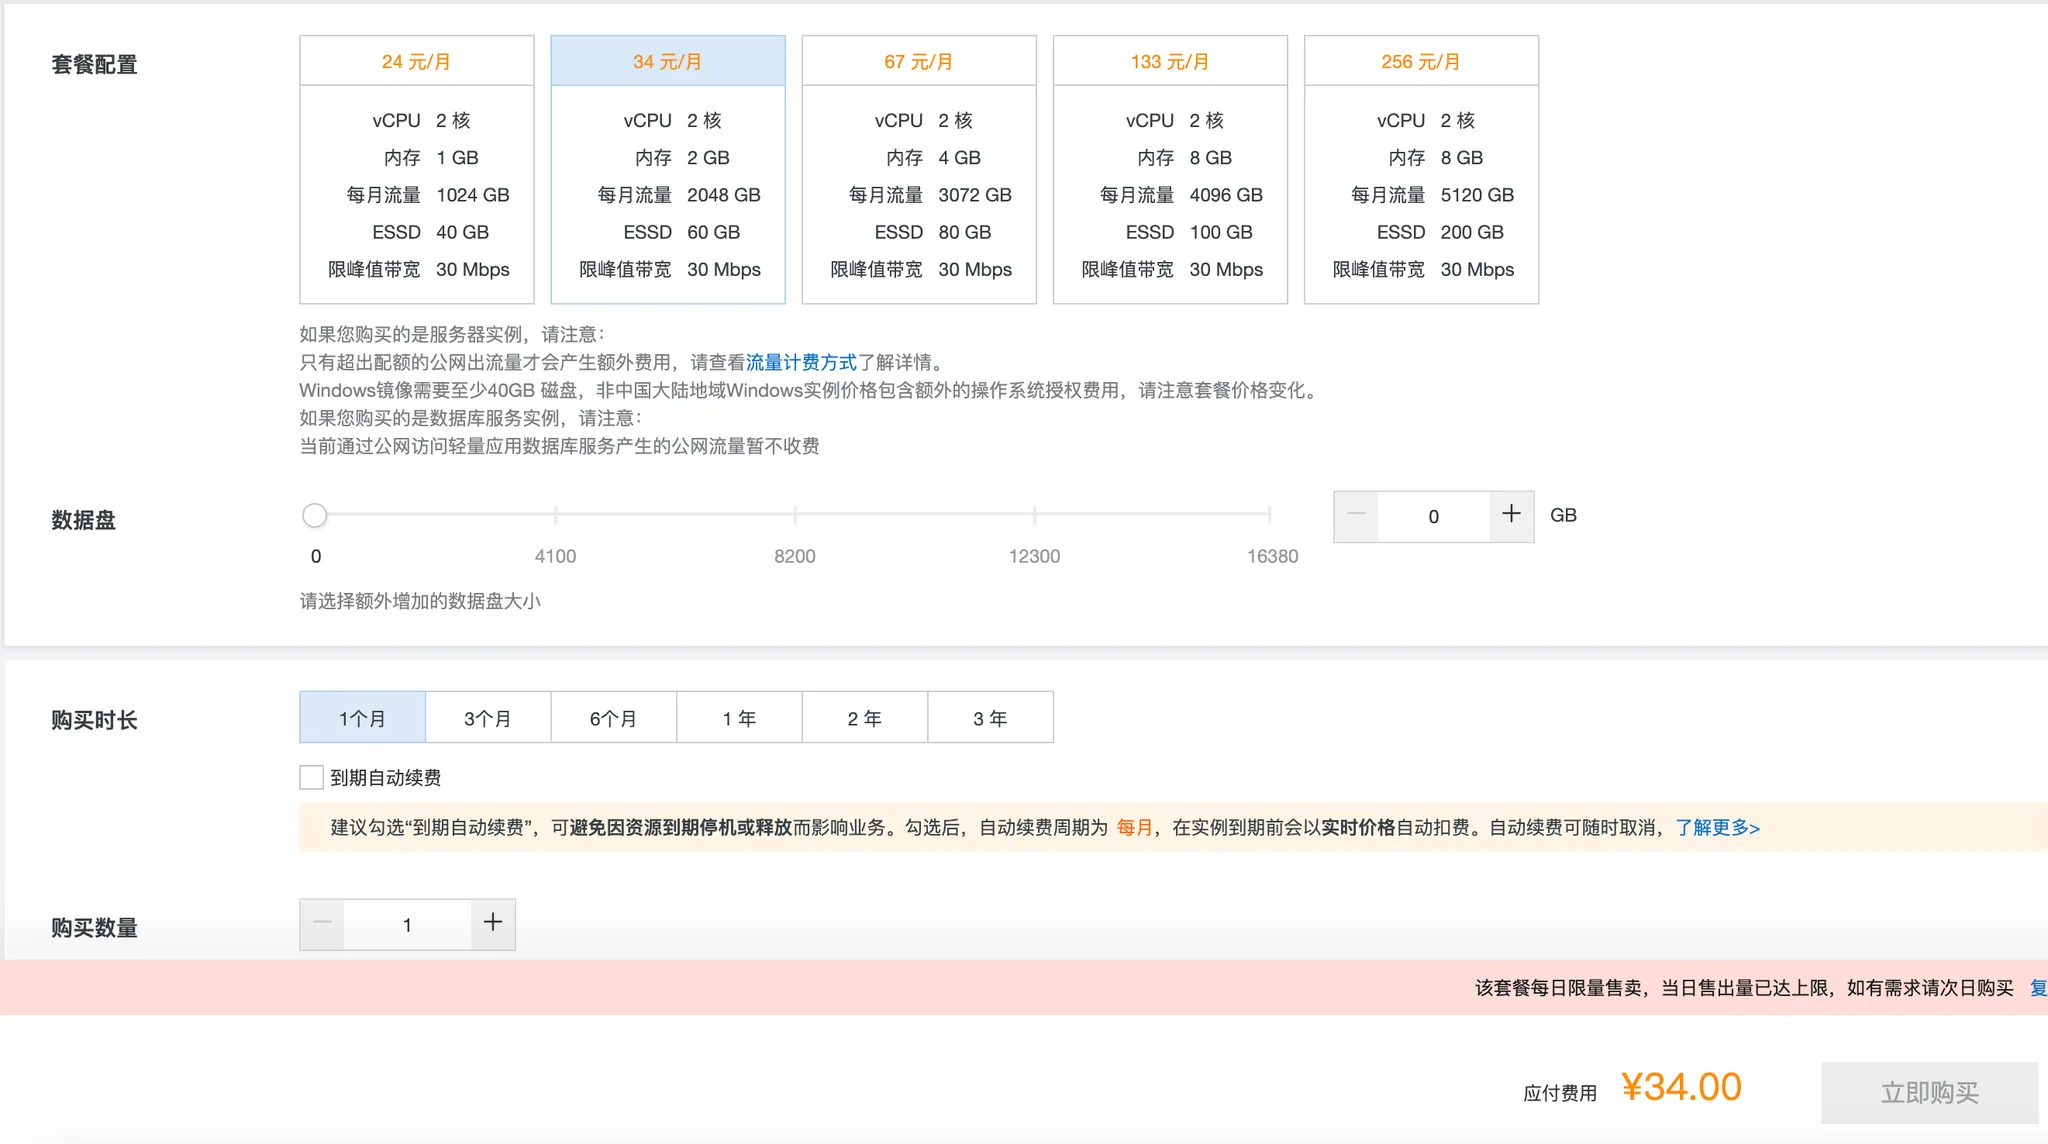 套餐配置
24 元/月
vCPU 2 核
内存 1 GB
每月流量 1024 GB
ESSD 40 GB
限峰值带宽 30 Mbps
34 元/月
vCPU 2 核
内存 2 GB
每月流量 2048 GB
ESSD 60 GB
限峰值带宽 30 Mbps
67 元/月
vCPU 2 核
内存 4 GB
每月流量 3072 GB
ESSD 80 GB
限峰值带宽 30 Mbps
133 元/月
vCPU 2 核
内存 8 GB
每月流量 4096 GB
ESSD 100 GB
限峰值带宽 30 Mbps
256 元/月
vCPU 2 核
内存 8 GB
每月流量 5120 GB
ESSD 200 GB
限峰值带宽 30 Mbps
如果您购买的是服务器实例，请注意：
只有超出配额的公网出流量才会产生额外费用，请查看流量计费方式了解详情。
Windows镜像需要至少40GB 磁盘，非中国大陆地域Windows实例价格包含额外的操作系统授权费用，请注意套餐价格变化。
如果您购买的是数据库服务实例，请注意：
当前通过公网访问轻量应用数据库服务产生的公网流量暂不收费
数据盘
0 4100 8200 12300 16380
— 0 + GB
请选择额外增加的数据盘大小
购买时长
1个月 3个月 6个月 1 年 2 年 3 年
到期自动续费
建议勾选“到期自动续费”，可避免因资源到期停机或释放而影响业务。勾选后，自动续费周期为 每月，在实例到期前会以实时价格自动扣费。自动续费可随时取消，了解更多>
购买数量
— 1 +
该套餐每日限量售卖，当日售出量已达上限，如有需求请次日购买 复
应付费用 ¥34.00
立即购买